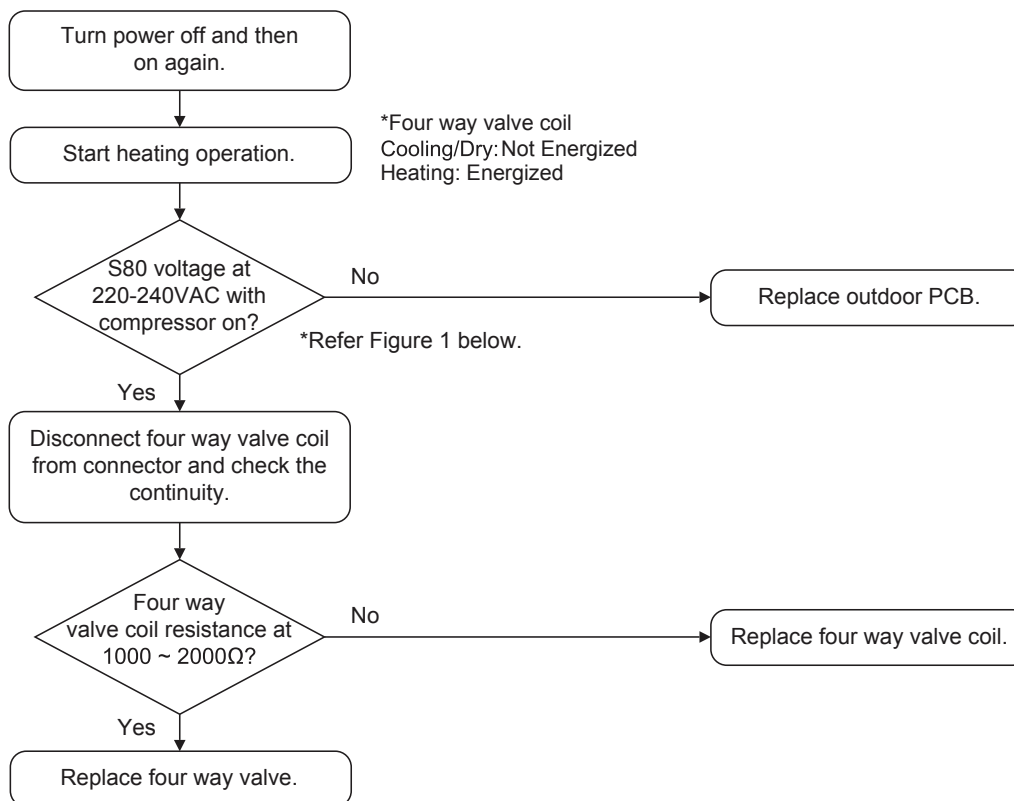 Turn power off and then
on again.
Start heating operation.
*Four way valve coil
Cooling/Dry: Not Energized
Heating: Energized
S80 voltage at
220-240VAC with
compressor on?
No
Replace outdoor PCB.
*Refer Figure 1 below.
Yes
Disconnect four way valve coil
from connector and check the
continuity.
Four way
valve coil resistance at
1000 ~ 2000Ω?
No
Replace four way valve coil.
Yes
Replace four way valve.